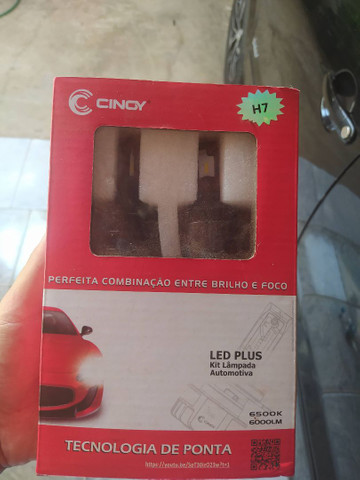 CINOY
H7
PERFEITA COMBINAÇÃO ENTRE BRILHO E FOCO
LED PLUS
Kit Lâmpada
Automotiva
6500K
6000LM
TECNOLOGIA DE PONTA